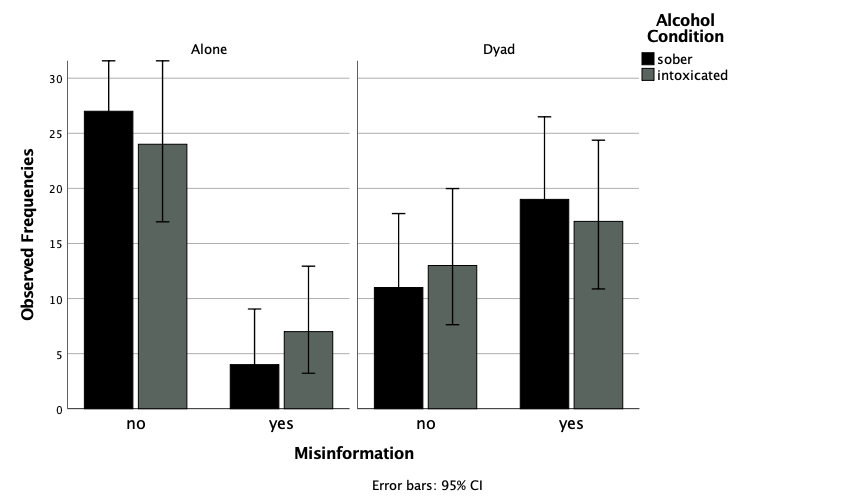 Alcohol
Condition
sober
intoxicated
Alone
Dyad
Observed Frequencies
30
25
20
15
10
5
0
no
yes
no
yes
Misinformation
Error bars: 95% CI